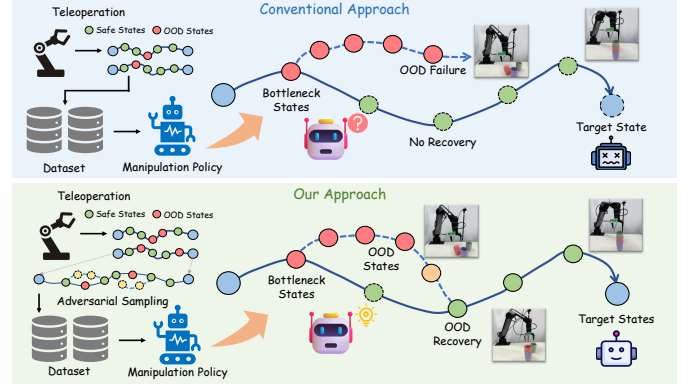 Conventional Approach
Teleoperation
Safe States
OOD States
OOD Failure
Bottleneck
States
?
No Recovery
Target State
Dataset
Manipulation Policy
Our Approach
Teleoperation
Safe States
OOD States
OOD
States
Bottleneck
States
Adversarial Sampling
OOD
Recovery
Target States
Dataset
Manipulation Policy